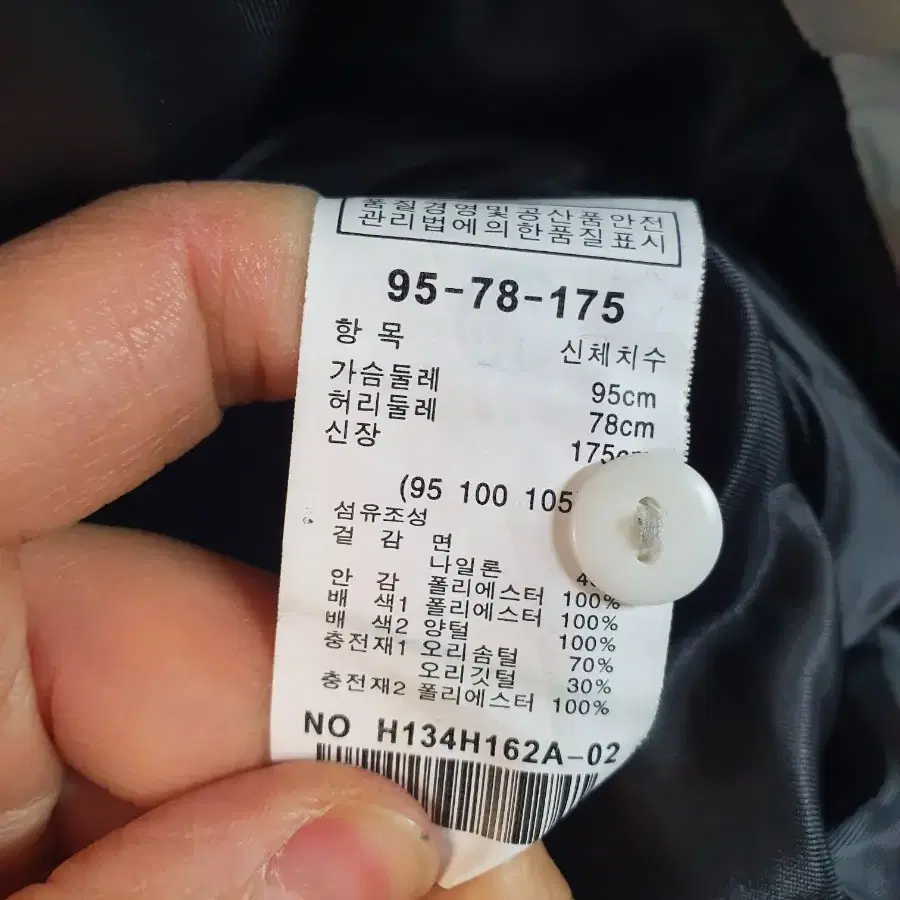 품질경영및공산품안전
관리법에의한품질표시
95-78-175
항 목 신체치수
가슴둘레 95cm
허리둘레 78cm
신장 175cm
(95 100 105
섬유조성
겉 감 면
나일론
안 감 폴리에스터 100%
배 색1 폴리에스터 100%
배 색2 양털 100%
충전재1 오리솜털 70%
오리깃털 30%
충전재2 폴리에스터 100%
NO H134H162A-02